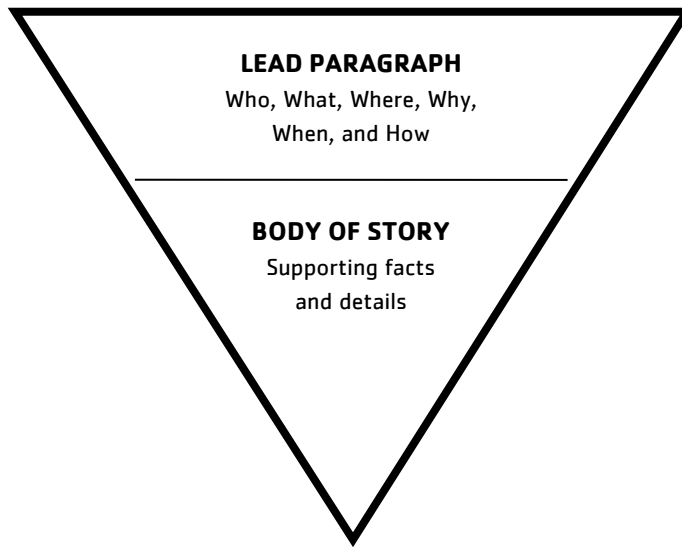 LEAD PARAGRAPH
Who, What, Where, Why,
When, and How
BODY OF STORY
Supporting facts
and details